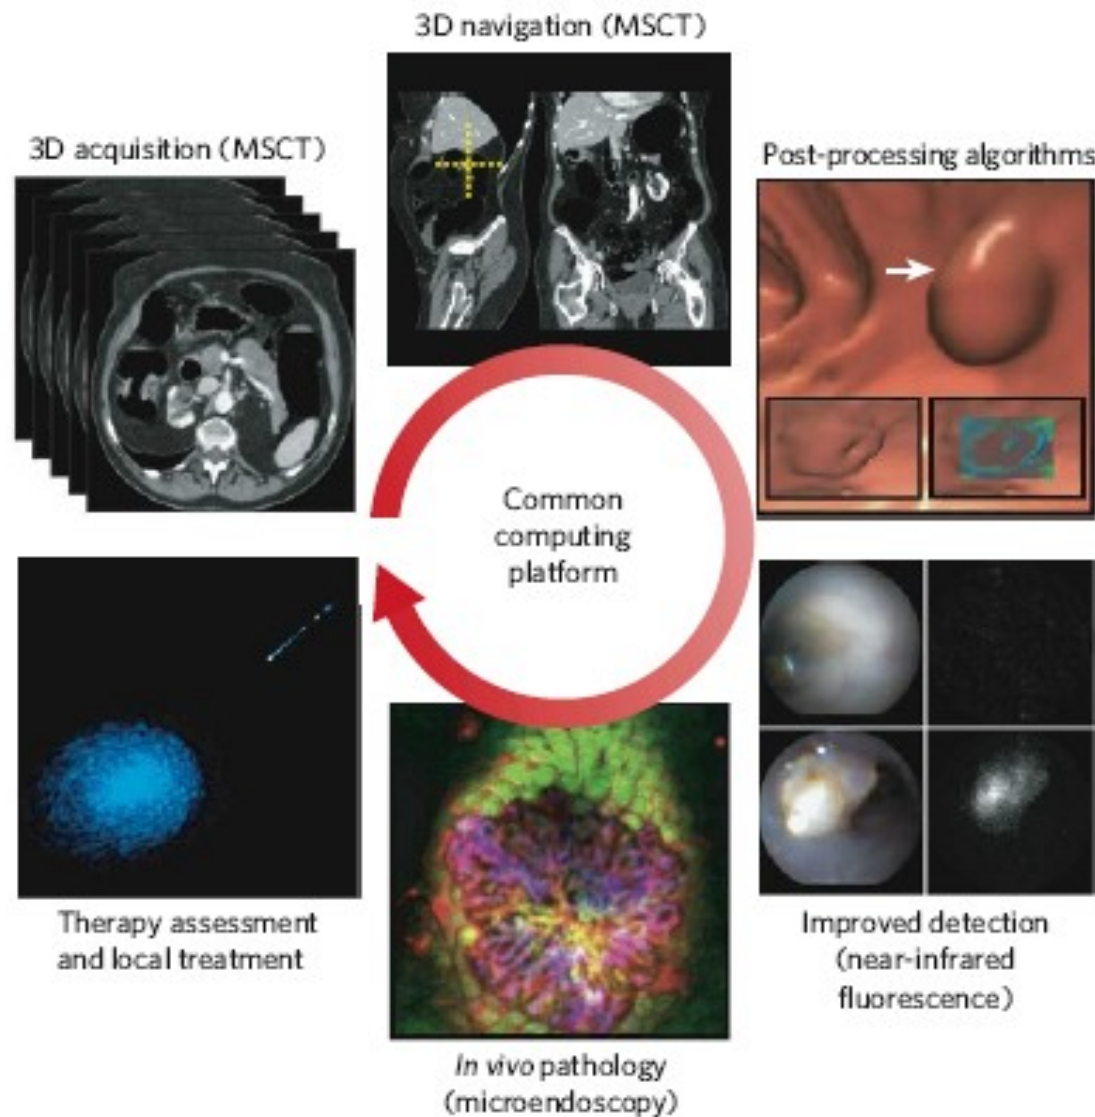 3D navigation (MSCT)
3D acquisition (MSCT)
Post-processing algorithms
Common
computing
platform
Therapy assessment
and local treatment
In vivo pathology
(microendoscopy)
Improved detection
(near-infrared
fluorescence)